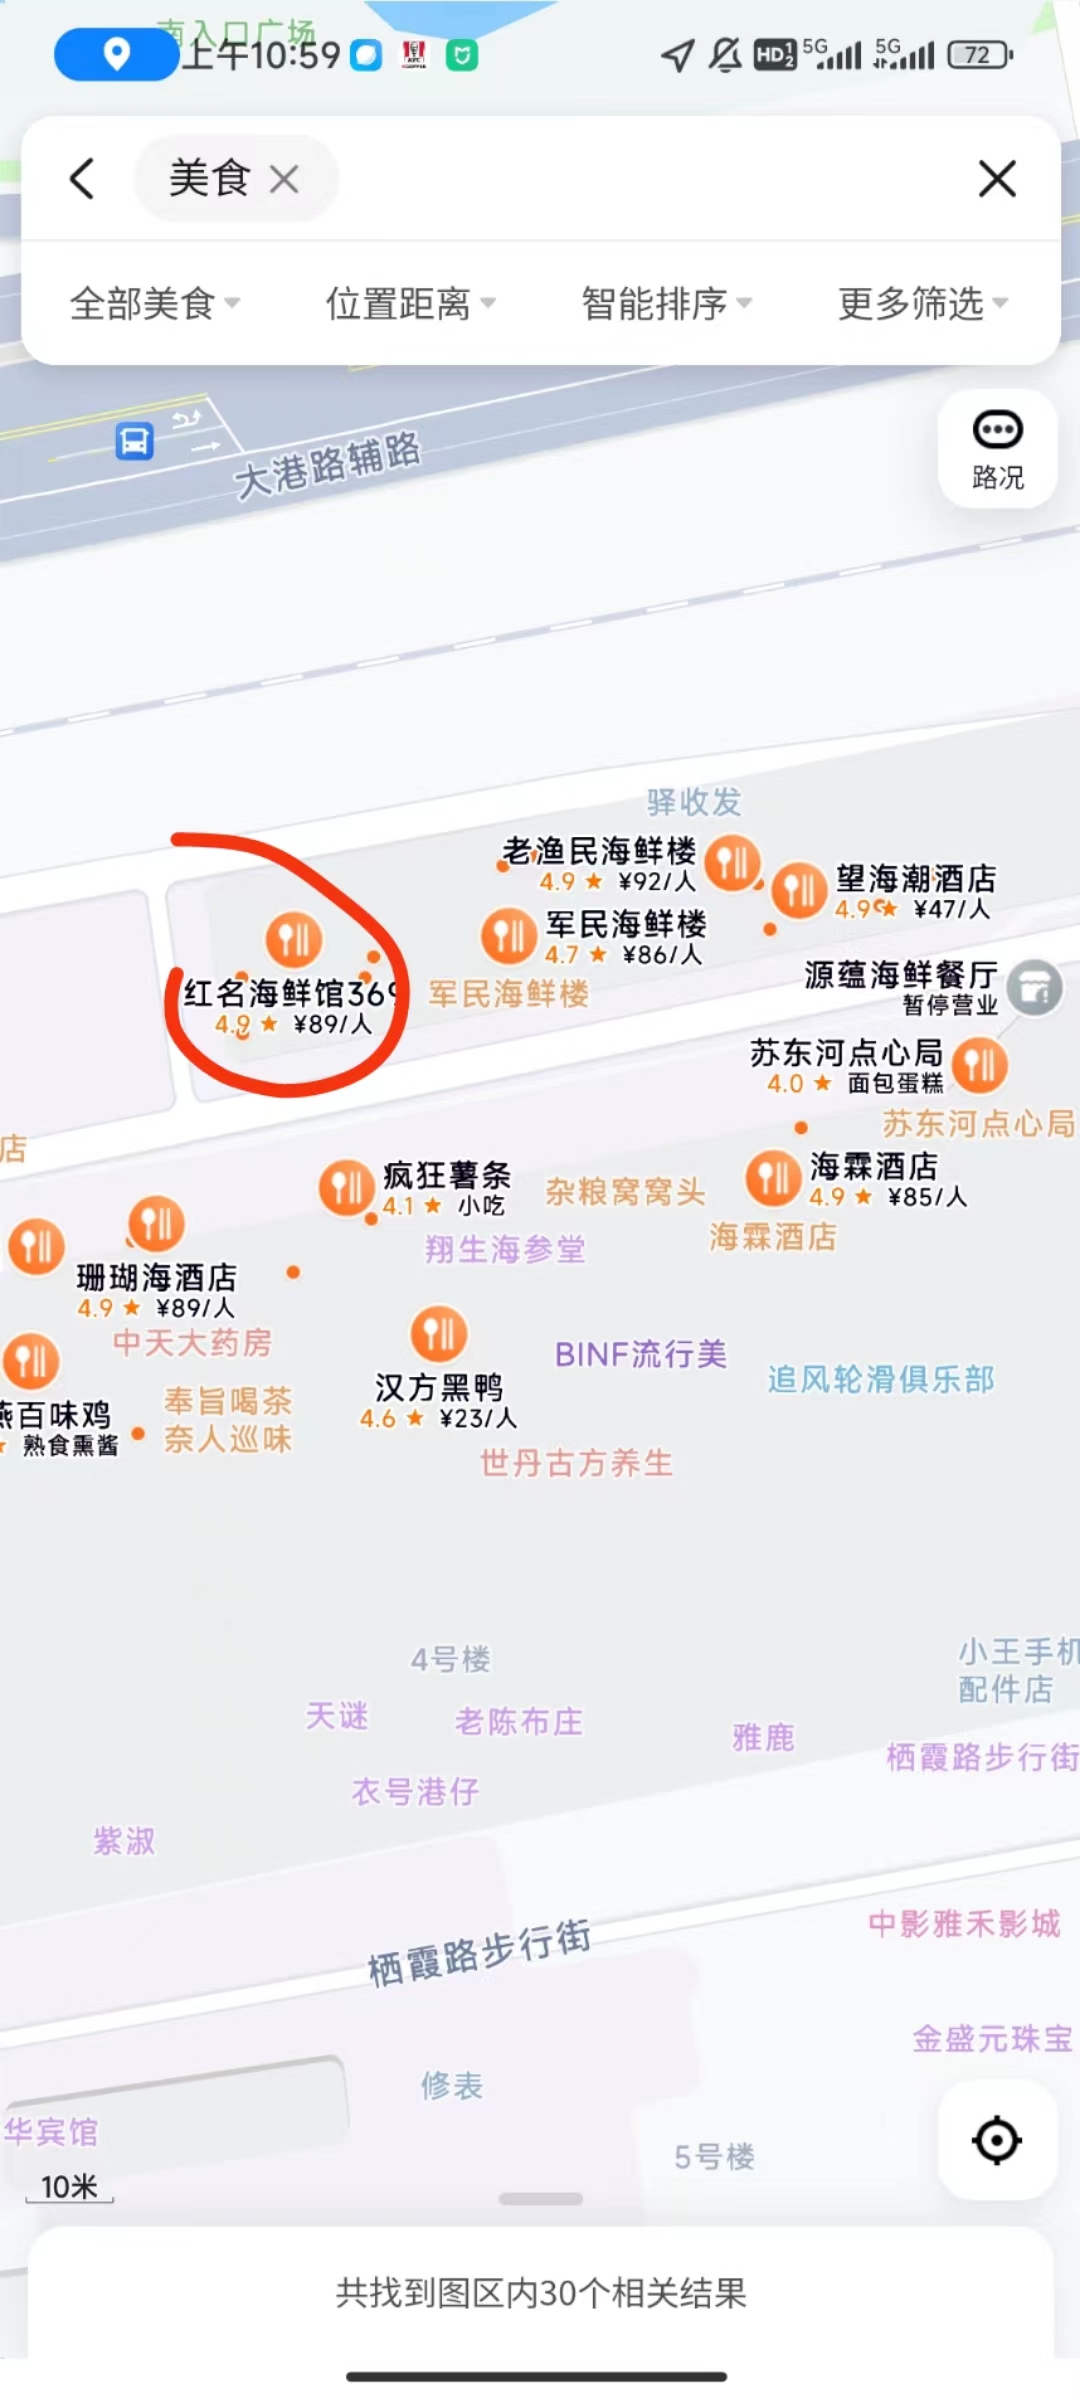 南入口广场
上午10:59
HD
5G
5G
72
美食
全部美食
位置距离
智能排序
更多筛选
路况
大港路辅路
驿收发
老渔民海鲜楼
4.9 ★ ¥92/人
望海潮酒店
4.9 ★ ¥47/人
军民海鲜楼
4.7 ★ ¥86/人
军民海鲜楼
红名海鲜馆369
4.9 ★ ¥89/人
源蕴海鲜餐厅
暂停营业
苏东河点心局
4.0 ★ 面包蛋糕
苏东河点心局
店
疯狂薯条
4.1 ★ 小吃
杂粮窝窝头
海霖酒店
4.9 ★ ¥85/人
海霖酒店
翔生海参堂
珊瑚海酒店
4.9 ★ ¥89/人
中天大药房
汉方黑鸭
4.6 ★ ¥23/人
BINF流行美
追风轮滑俱乐部
百味鸡
熟食熏酱
奉旨喝茶
奈人巡味
世丹古方养生
4号楼
小王手机
配件店
天谜
老陈布庄
雅鹿
栖霞路步行街
衣号港仔
紫淑
中影雅禾影城
栖霞路步行街
金盛元珠宝
修表
华宾馆
5号楼
10米
共找到图区内30个相关结果